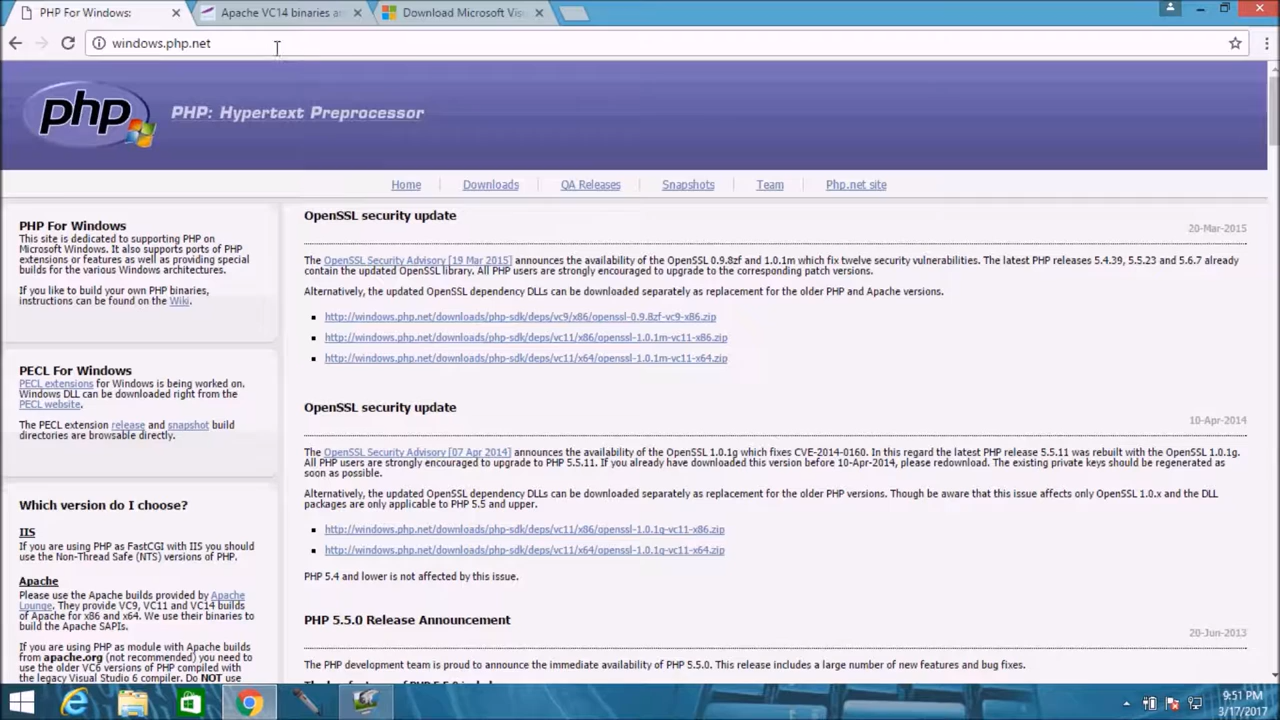 PHP For Windows:
Apache VC14 binaries an
Download Microsoft Visu
windows.php.net
php
PHP: Hypertext Preprocessor
Home
Downloads
QA Releases
Snapshots
Team
Php.net site
PHP For Windows
This site is dedicated to supporting PHP on
Microsoft Windows. It also supports ports of PHP
extensions or features as well as providing special
builds for the various Windows architectures.
If you like to build your own PHP binaries,
instructions can be found on the Wiki.
PECL For Windows
PECL extensions for Windows is being worked on.
Windows DLL can be downloaded right from the
PECL website.
The PECL extension release and snapshot build
directories are browsable directly.
Which version do I choose?
IIS
If you are using PHP as FastCGI with IIS you should
use the Non-Thread Safe (NTS) versions of PHP.
Apache
Please use the Apache builds provided by Apache
Lounge. They provide VC9, VC11 and VC14 builds
of Apache for x86 and x64. We use their binaries to
build the Apache SAPIs.
If you are using PHP as module with Apache builds
from apache.org (not recommended) you need to
use the older VC6 versions of PHP compiled with
the legacy Visual Studio 6 compiler. Do NOT use
OpenSSL security update
20-Mar-2015
The OpenSSL Security Advisory [19 Mar 2015] announces the availability of the OpenSSL 0.9.8zf and 1.0.1m which fix twelve security vulnerabilities. The latest PHP releases 5.4.39, 5.5.23 and 5.6.7 already
contain the updated OpenSSL library. All PHP users are strongly encouraged to upgrade to the corresponding patch versions.
Alternatively, the updated OpenSSL dependency DLLs can be downloaded separately as replacement for the older PHP and Apache versions.
http://windows.php.net/downloads/php-sdk/deps/vc9/x86/openssl-0.9.8zf-vc9-x86.zip
http://windows.php.net/downloads/php-sdk/deps/vc11/x86/openssl-1.0.1m-vc11-x86.zip
http://windows.php.net/downloads/php-sdk/deps/vc11/x64/openssl-1.0.1m-vc11-x64.zip
OpenSSL security update
10-Apr-2014
The OpenSSL Security Advisory [07 Apr 2014] announces the availability of the OpenSSL 1.0.1g which fixes CVE-2014-0160. In this regard the latest PHP release 5.5.11 was rebuilt with the OpenSSL 1.0.1g.
All PHP users are strongly encouraged to upgrade to PHP 5.5.11. If you already have downloaded this version before 10-Apr-2014, please redownload. The existing private keys should be regenerated as
soon as possible.
Alternatively, the updated OpenSSL dependency DLLs can be downloaded separately as replacement for the older PHP versions. Though be aware that this issue affects only OpenSSL 1.0.x and the DLL
packages are only applicable to PHP 5.5 and upper.
http://windows.php.net/downloads/php-sdk/deps/vc11/x86/openssl-1.0.1g-vc11-x86.zip
http://windows.php.net/downloads/php-sdk/deps/vc11/x64/openssl-1.0.1g-vc11-x64.zip
PHP 5.4 and lower is not affected by this issue.
PHP 5.5.0 Release Announcement
20-Jun-2013
The PHP development team is proud to announce the immediate availability of PHP 5.5.0. This release includes a large number of new features and bug fixes.
9:51 PM
3/17/2017